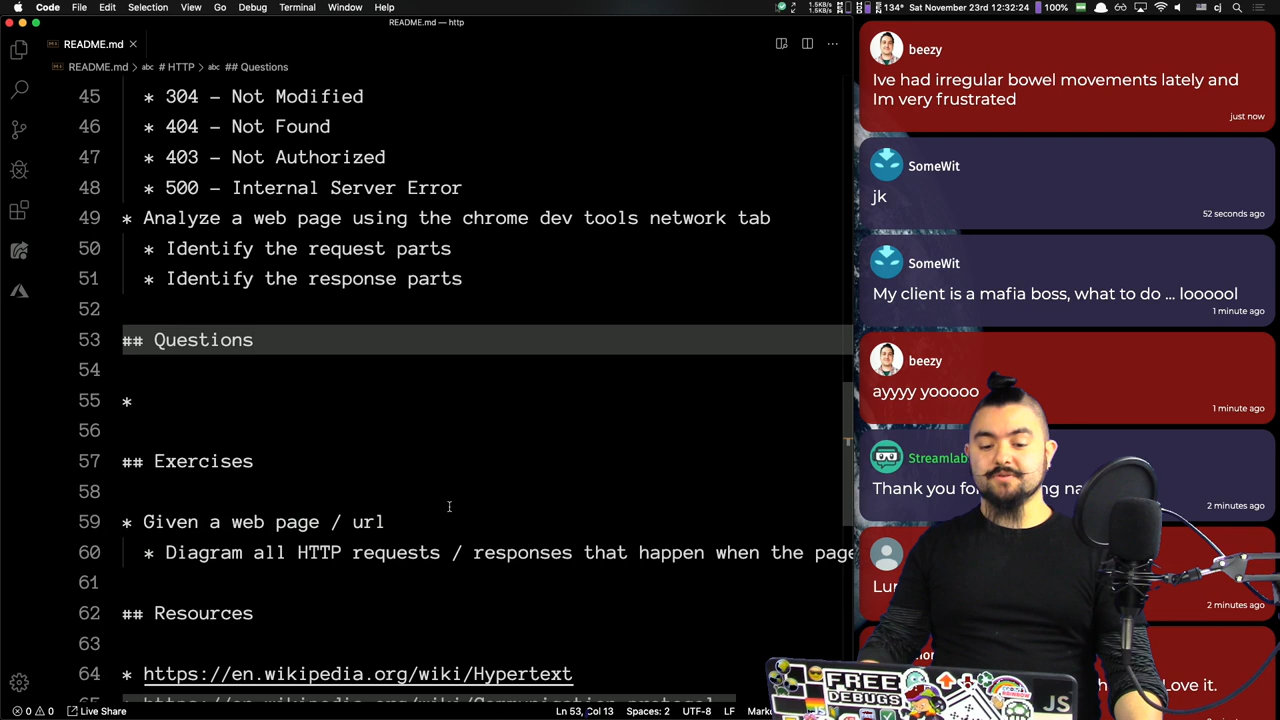 Code File Edit Selection View Go Debug Terminal Window Help
1.5KB/s
134° Sat November 23rd 12:32:24 100% cj
README.md — http
README.md
README.md > # HTTP > ## Questions
45 * 304 - Not Modified
46 * 404 - Not Found
47 * 403 - Not Authorized
48 * 500 - Internal Server Error
49 * Analyze a web page using the chrome dev tools network tab
50 * Identify the request parts
51 * Identify the response parts
52
53 ## Questions
54
55 *
56
57 ## Exercises
58
59 * Given a web page / url
60 * Diagram all HTTP requests / responses that happen when the page
61
62 ## Resources
63
64 * https://en.wikipedia.org/wiki/Hypertext
0 0 Live Share
Ln 53, Col 13 Spaces: 2 UTF-8 LF
beezy
Ive had irregular bowel movements lately and
Im very frustrated
just now
SomeWit
jk
52 seconds ago
SomeWit
My client is a mafia boss, what to do ... loooool
1 minute ago
beezy
ayyyy yooooo
1 minute ago
Streamlab
Thank you fo
2 minutes ago
2 minutes ago
Love it.
FREE
DEBUGS
JS